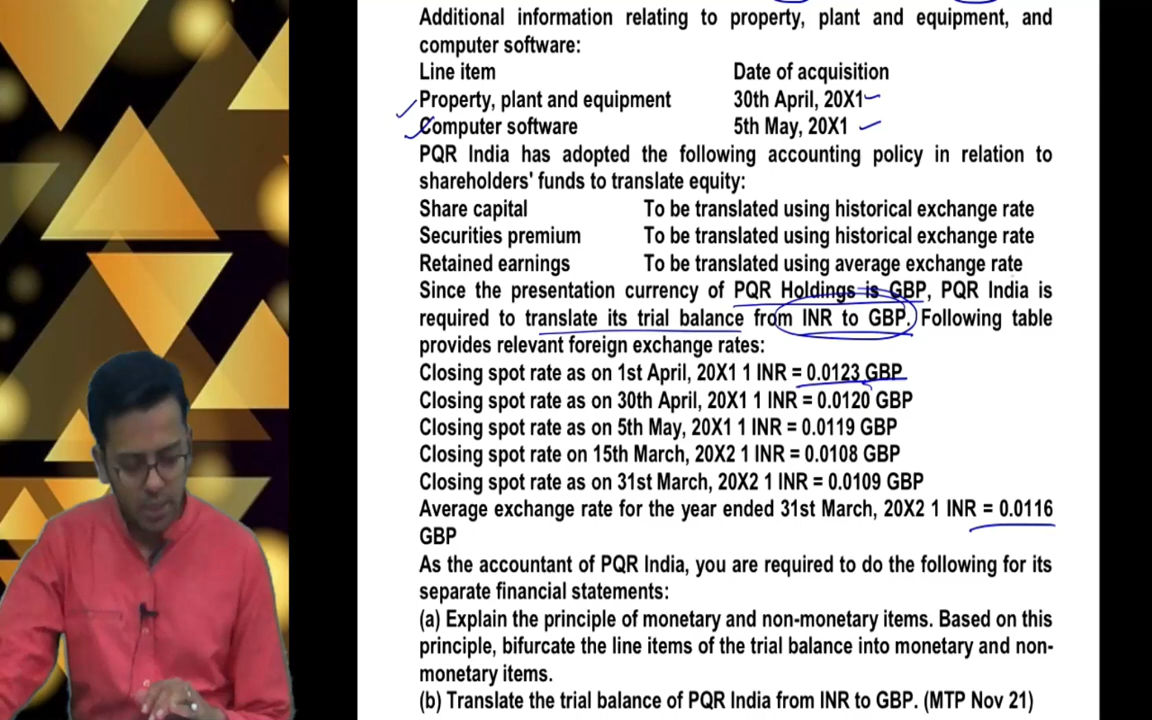 Additional information relating to property, plant and equipment, and
computer software:
Line item Date of acquisition
Property, plant and equipment 30th April, 20X1
Computer software 5th May, 20X1
PQR India has adopted the following accounting policy in relation to
shareholders' funds to translate equity:
Share capital To be translated using historical exchange rate
Securities premium To be translated using historical exchange rate
Retained earnings To be translated using average exchange rate
Since the presentation currency of PQR Holdings is GBP, PQR India is
required to translate its trial balance from INR to GBP. Following table
provides relevant foreign exchange rates:
Closing spot rate as on 1st April, 20X1 1 INR = 0.0123 GBP
Closing spot rate as on 30th April, 20X1 1 INR = 0.0120 GBP
Closing spot rate as on 5th May, 20X1 1 INR = 0.0119 GBP
Closing spot rate on 15th March, 20X2 1 INR = 0.0108 GBP
Closing spot rate as on 31st March, 20X2 1 INR = 0.0109 GBP
Average exchange rate for the year ended 31st March, 20X2 1 INR = 0.0116
GBP
As the accountant of PQR India, you are required to do the following for its
separate financial statements:
(a) Explain the principle of monetary and non-monetary items. Based on this
principle, bifurcate the line items of the trial balance into monetary and non-
monetary items.
(b) Translate the trial balance of PQR India from INR to GBP. (MTP Nov 21)